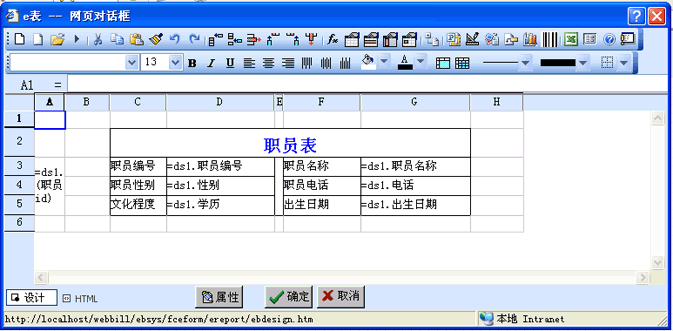 e表 -- 网页对话框
13 B I U
A1 =
A B C D E F G H
1
2 职员表
3 职员编号 =ds1.职员编号 职员名称 =ds1.职员名称
=ds1.
4 (职员 职员性别 =ds1.性别 职员电话 =ds1.电话
id)
5 文化程度 =ds1.学历 出生日期 =ds1.出生日期
6
设计 HTML 属性 确定 取消
http://localhost/webbill/ebsys/fceform/ereport/ebdesign.htm 本地 Intranet